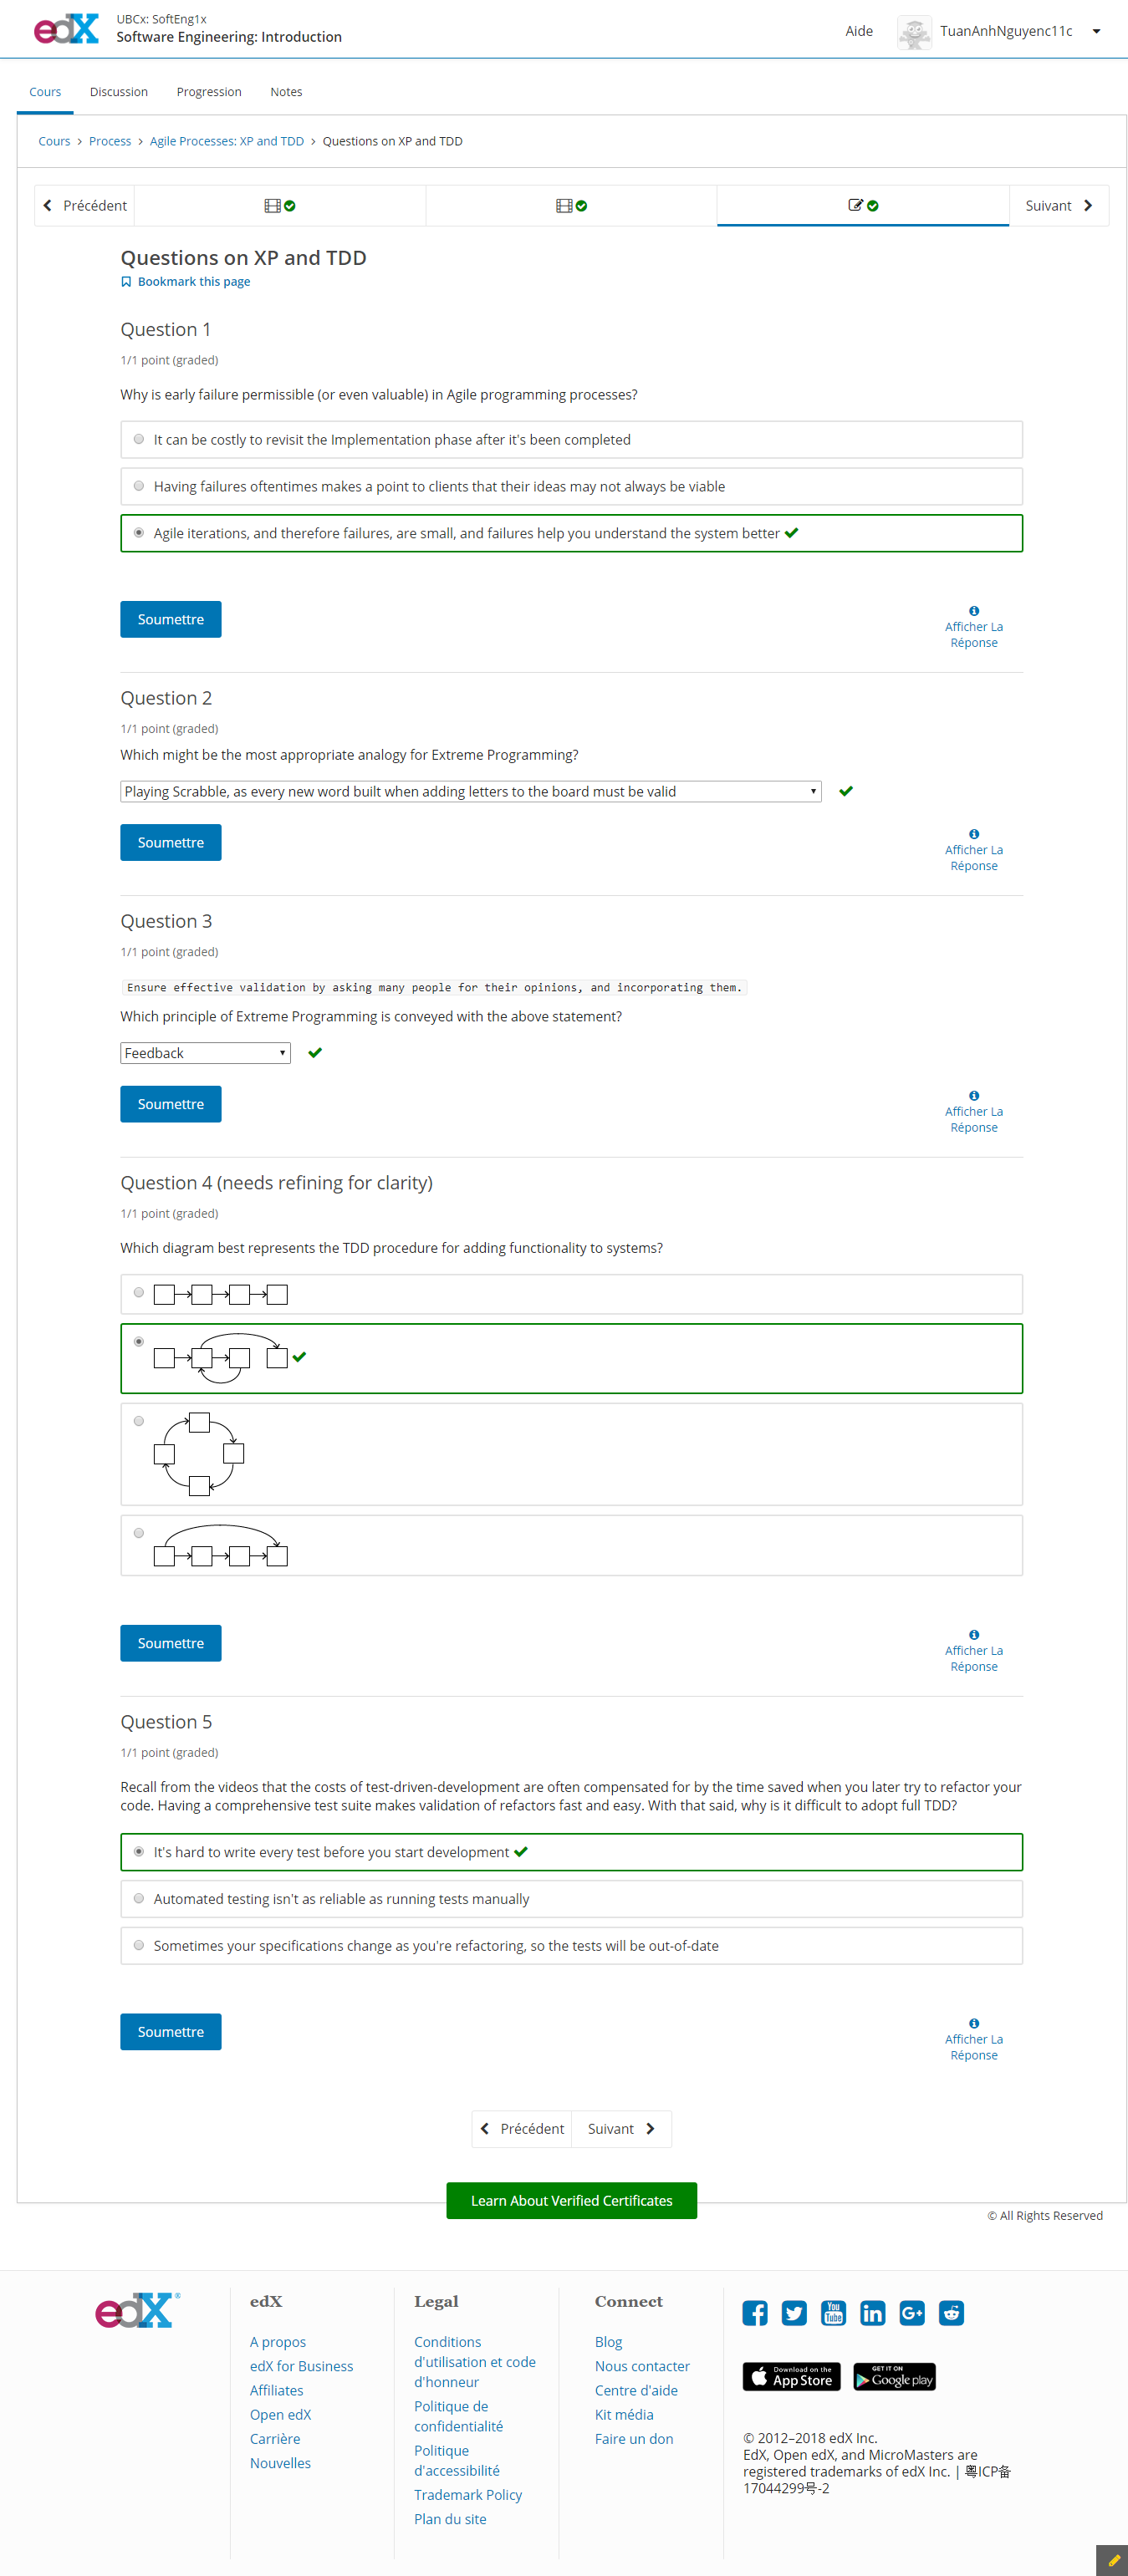 edX
UBCx: SoftEng1x
Software Engineering: Introduction
Aide
TuanAnhNguyenc11c
Cours
Discussion
Progression
Notes
Cours > Process > Agile Processes: XP and TDD > Questions on XP and TDD
Précédent
Suivant
Questions on XP and TDD
Bookmark this page
Question 1
1/1 point (graded)
Why is early failure permissible (or even valuable) in Agile programming processes?
It can be costly to revisit the Implementation phase after it's been completed
Having failures oftentimes makes a point to clients that their ideas may not always be viable
Agile iterations, and therefore failures, are small, and failures help you understand the system better
Soumettre
Afficher La
Réponse
Question 2
1/1 point (graded)
Which might be the most appropriate analogy for Extreme Programming?
Playing Scrabble, as every new word built when adding letters to the board must be valid
Soumettre
Afficher La
Réponse
Question 3
1/1 point (graded)
Ensure effective validation by asking many people for their opinions, and incorporating them.
Which principle of Extreme Programming is conveyed with the above statement?
Feedback
Soumettre
Afficher La
Réponse
Question 4 (needs refining for clarity)
1/1 point (graded)
Which diagram best represents the TDD procedure for adding functionality to systems?
Soumettre
Afficher La
Réponse
Question 5
1/1 point (graded)
Recall from the videos that the costs of test-driven-development are often compensated for by the time saved when you later try to refactor your
code. Having a comprehensive test suite makes validation of refactors fast and easy. With that said, why is it difficult to adopt full TDD?
It's hard to write every test before you start development
Automated testing isn't as reliable as running tests manually
Sometimes your specifications change as you're refactoring, so the tests will be out-of-date
Soumettre
Afficher La
Réponse
Précédent
Suivant
Learn About Verified Certificates
© All Rights Reserved
edX®
edX
A propos
edX for Business
Affiliates
Open edX
Carrière
Nouvelles
Legal
Conditions
d'utilisation et code
d'honneur
Politique de
confidentialité
Politique
d'accessibilité
Trademark Policy
Plan du site
Connect
Blog
Nous contacter
Centre d'aide
Kit média
Faire un don
You
Tube
in
G+
Download on the
App Store
GET IT ON
Google play
© 2012–2018 edX Inc.
EdX, Open edX, and MicroMasters are
registered trademarks of edX Inc. | 粤ICP备
17044299号-2